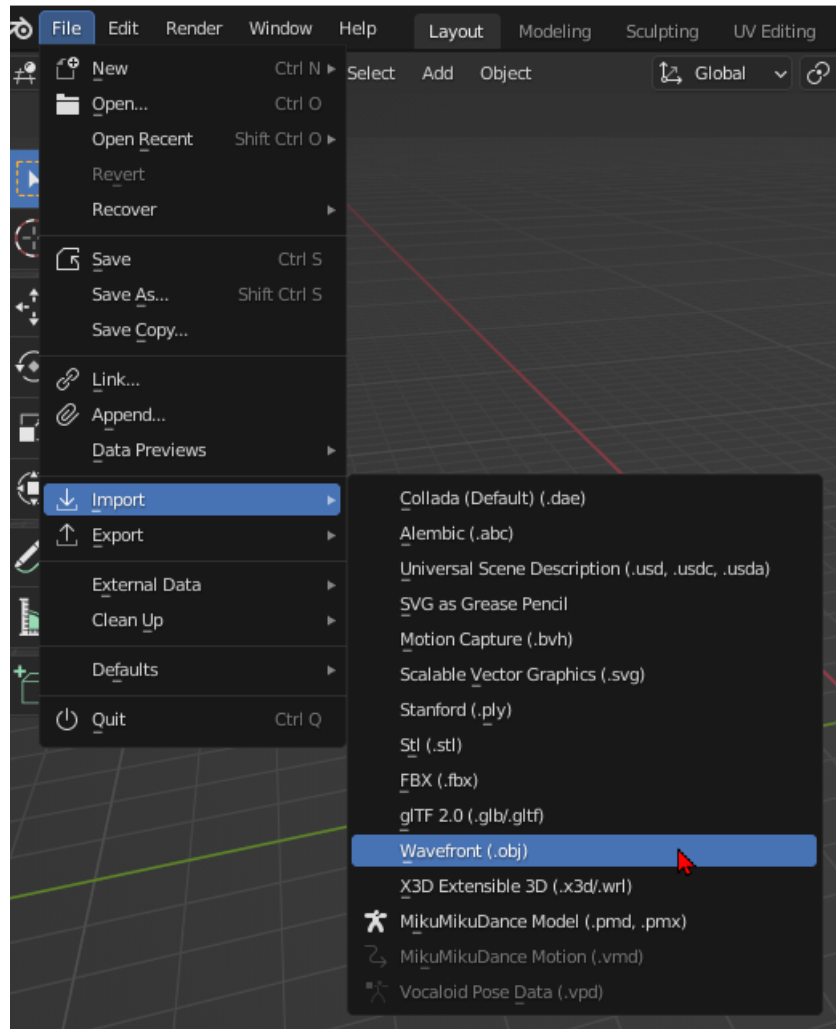 File Edit Render Window Help Layout Modeling Sculpting UV Editing
New Ctrl N
Select Add Object Global
Open... Ctrl O
Open Recent Shift Ctrl O
Revert
Recover
Save Ctrl S
Save As... Shift Ctrl S
Save Copy...
Link...
Append...
Data Previews
Import
Export
External Data
Clean Up
Defaults
Quit Ctrl Q
Collada (Default) (.dae)
Alembic (.abc)
Universal Scene Description (.usd, .usdc, .usda)
SVG as Grease Pencil
Motion Capture (.bvh)
Scalable Vector Graphics (.svg)
Stanford (.ply)
Stl (.stl)
FBX (.fbx)
glTF 2.0 (.glb/.gltf)
Wavefront (.obj)
X3D Extensible 3D (.x3d/.wrl)
MikuMikuDance Model (.pmd, .pmx)
MikuMikuDance Motion (.vmd)
Vocaloid Pose Data (.vpd)